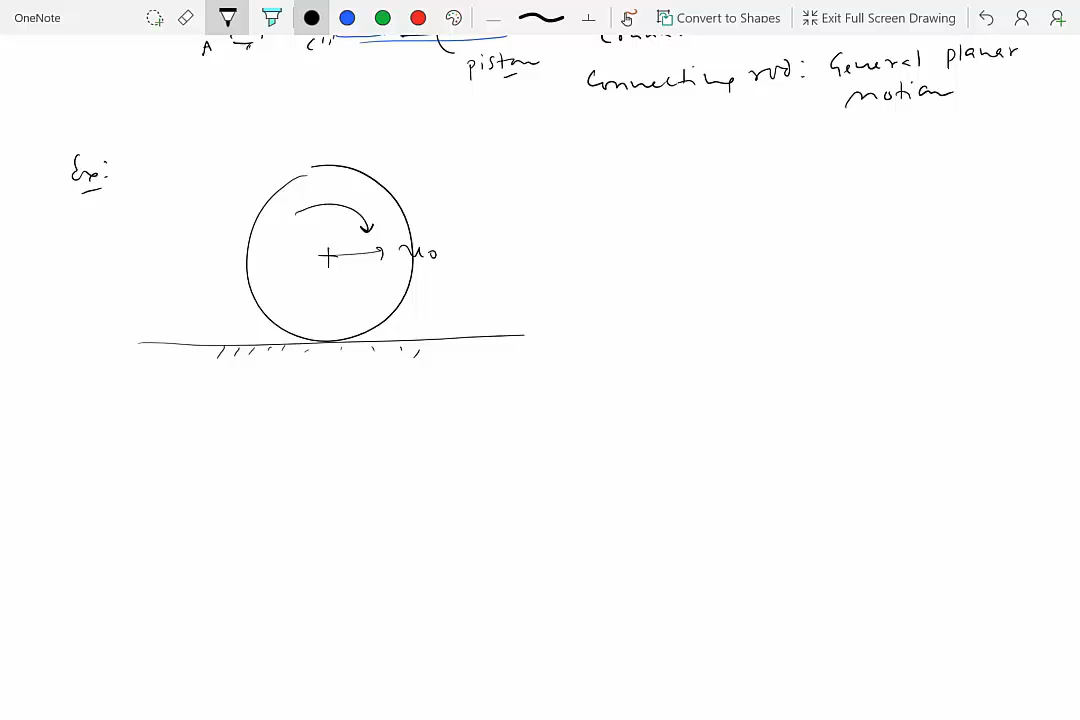 OneNote
Convert to Shapes
Exit Full Screen Drawing
A
C
piston
Connecting rod: General planar
motion
Ex:
v₀